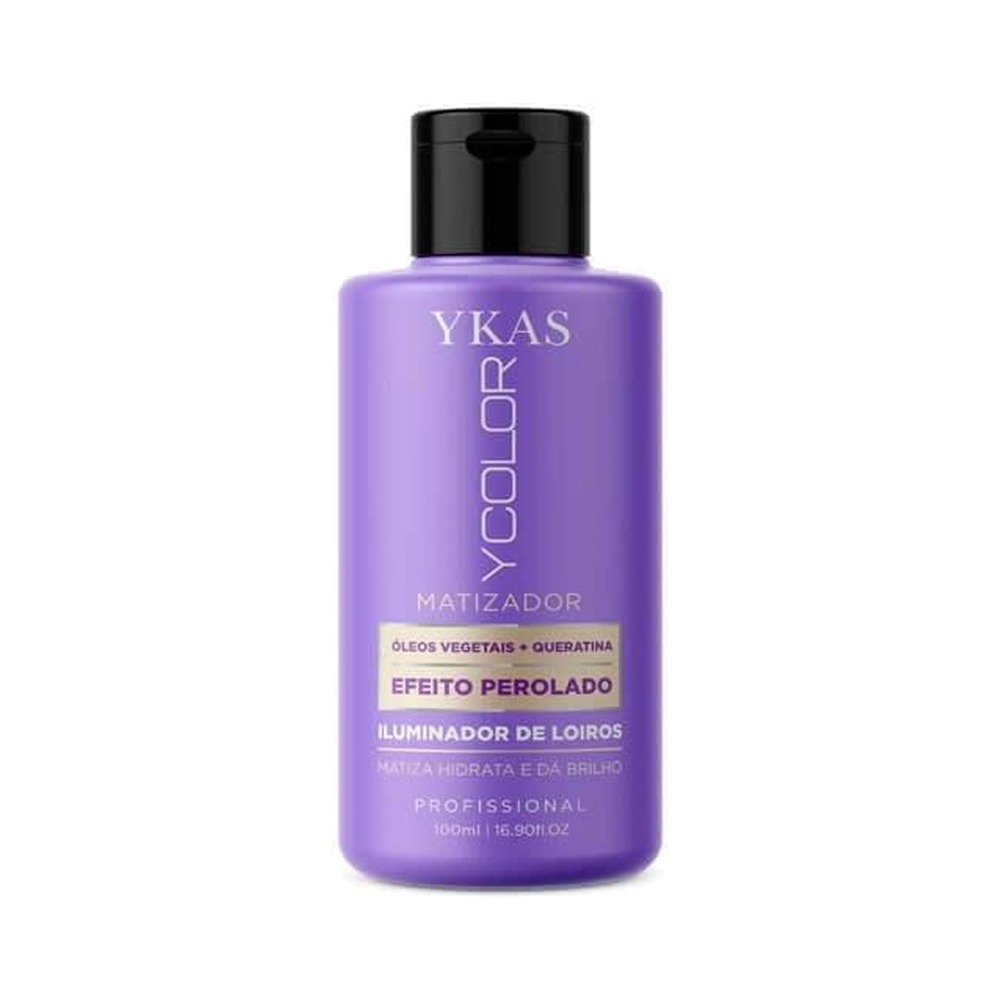 YKAS
YCOLOR
MATIZADOR
ÓLEOS VEGETAIS + QUERATINA
EFEITO PEROLADO
ILUMINADOR DE LOIROS
MATIZA HIDRATA E DÁ BRILHO
PROFISSIONAL
100ml | 16.90fl.OZ